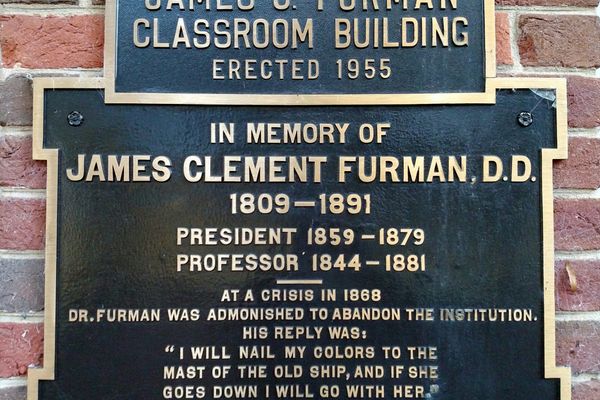 JAMES C. FURMAN
CLASSROOM BUILDING
ERECTED 1955
IN MEMORY OF
JAMES CLEMENT FURMAN, D.D.
1809-1891
PRESIDENT 1859-1879
PROFESSOR 1844-1881
AT A CRISIS IN 1868
DR. FURMAN WAS ADMONISHED TO ABANDON THE INSTITUTION.
HIS REPLY WAS:
"I WILL NAIL MY COLORS TO THE
MAST OF THE OLD SHIP, AND IF SHE
GOES DOWN I WILL GO WITH HER."